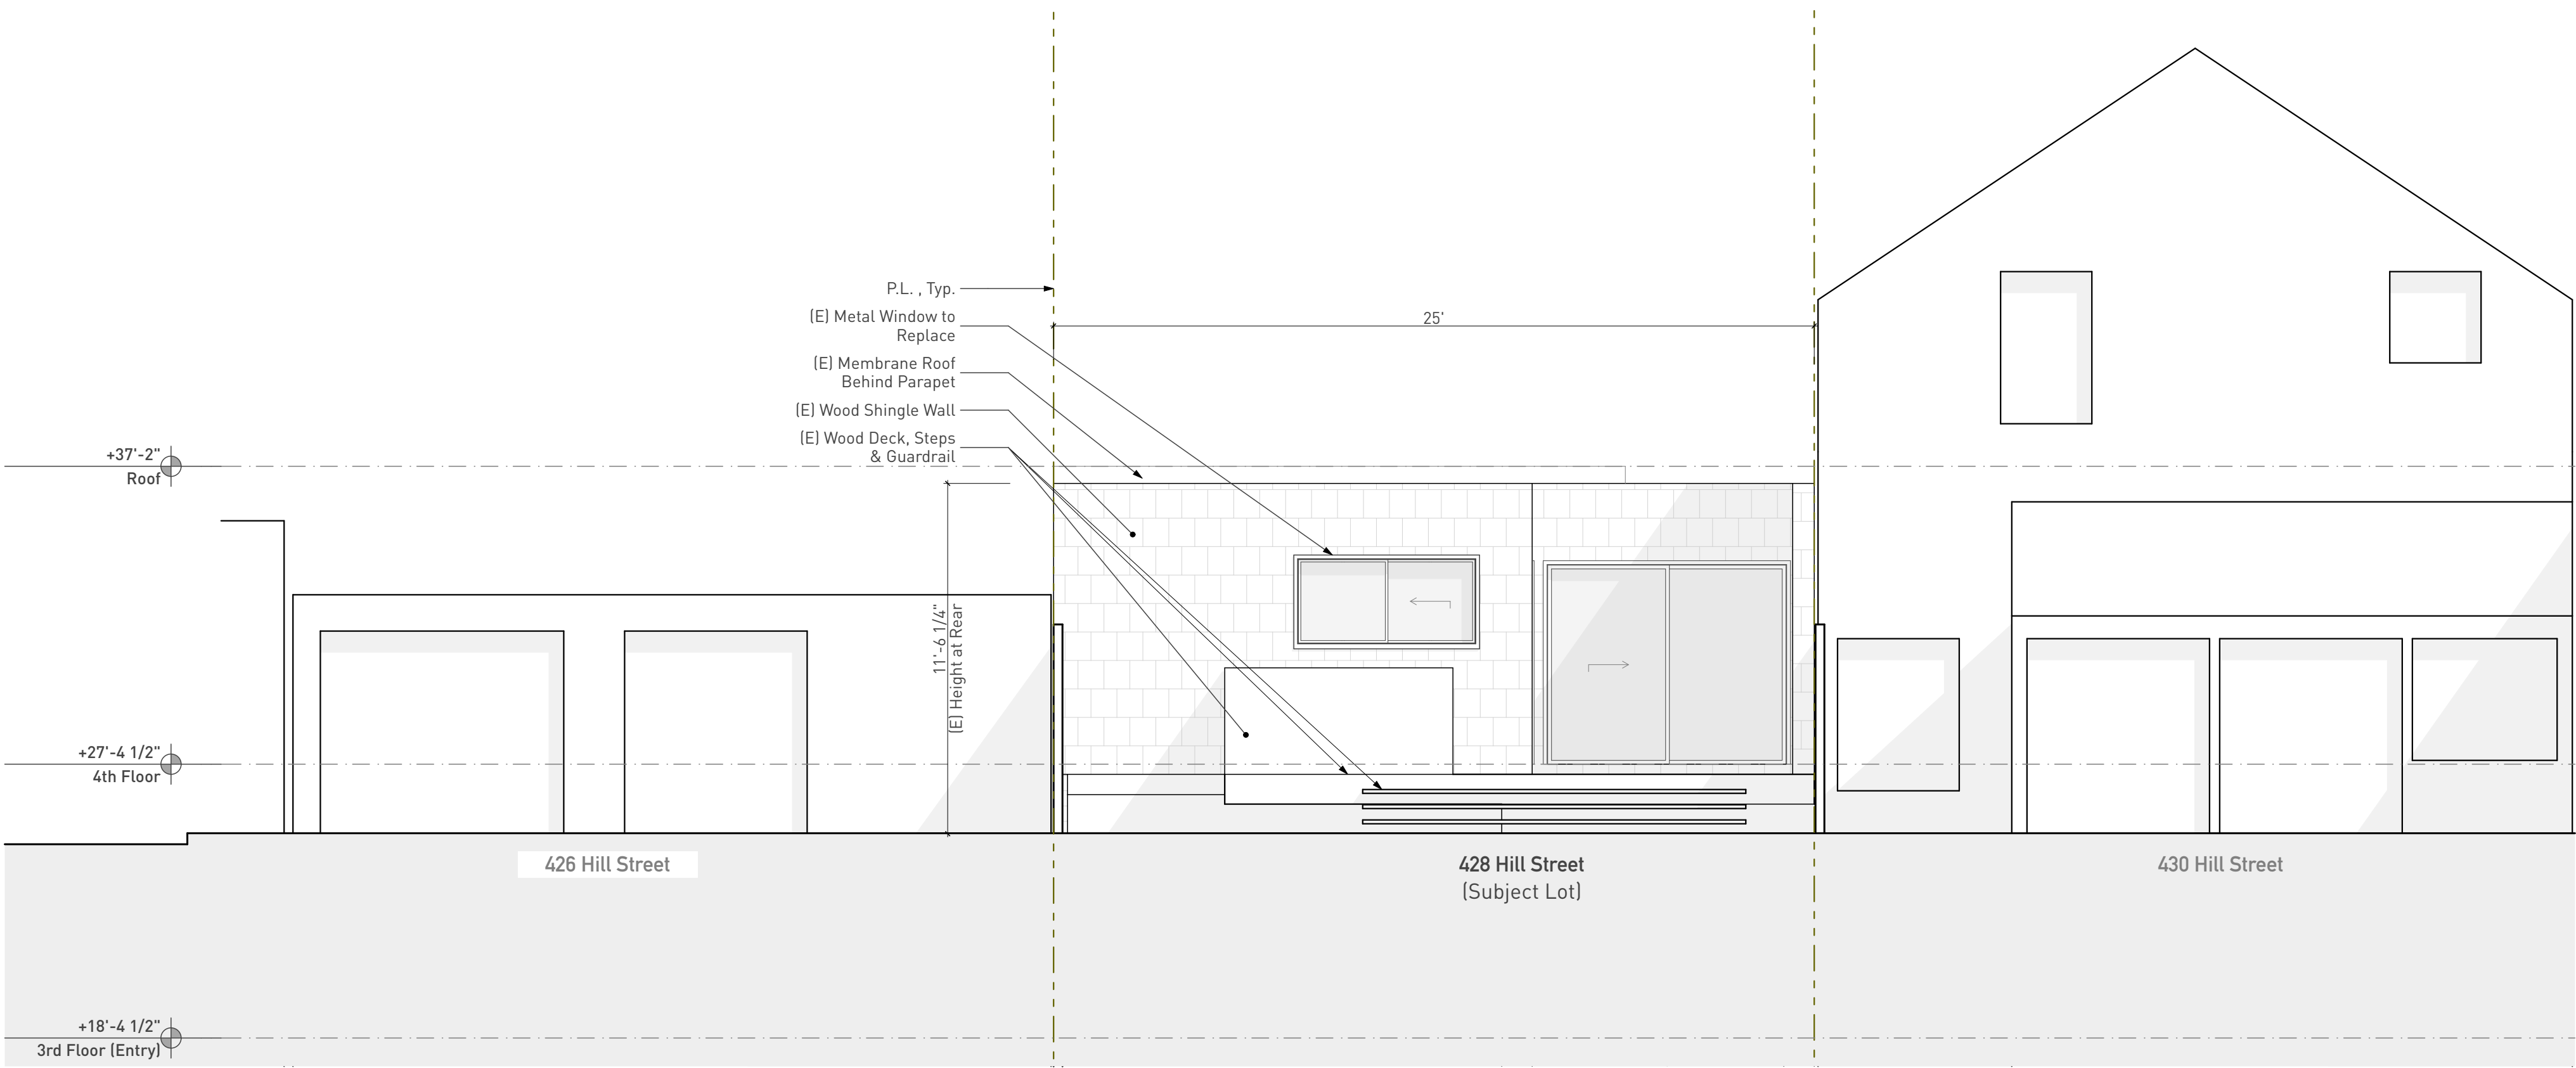 P.L. , Typ.
(E) Metal Window to
Replace
25'
(E) Membrane Roof
Behind Parapet
(E) Wood Shingle Wall
(E) Wood Deck, Steps
& Guardrail
+37'-2"
Roof
11'-6 1/4"
(E) Height at Rear
+27'-4 1/2"
4th Floor
426 Hill Street
428 Hill Street
(Subject Lot)
430 Hill Street
+18'-4 1/2"
3rd Floor (Entry)